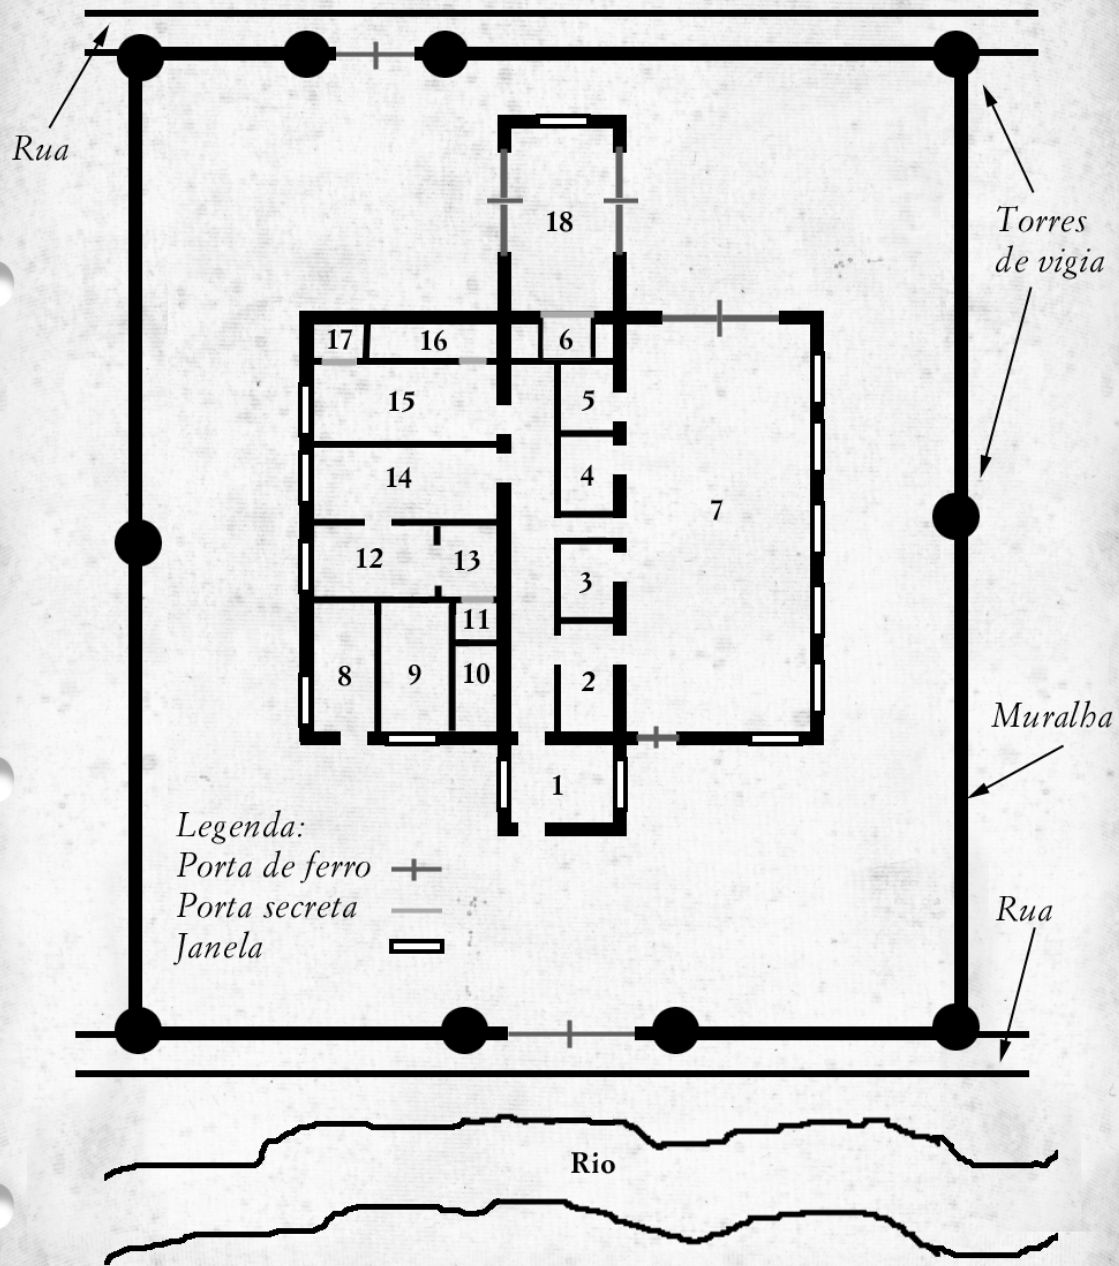 Rua
Torres
de vigia
18
17
16
6
15
5
14
4
7
12
13
3
11
8
9
10
2
Muralha
1
Legenda:
Porta de ferro
Porta secreta
Janela
Rua
Rio